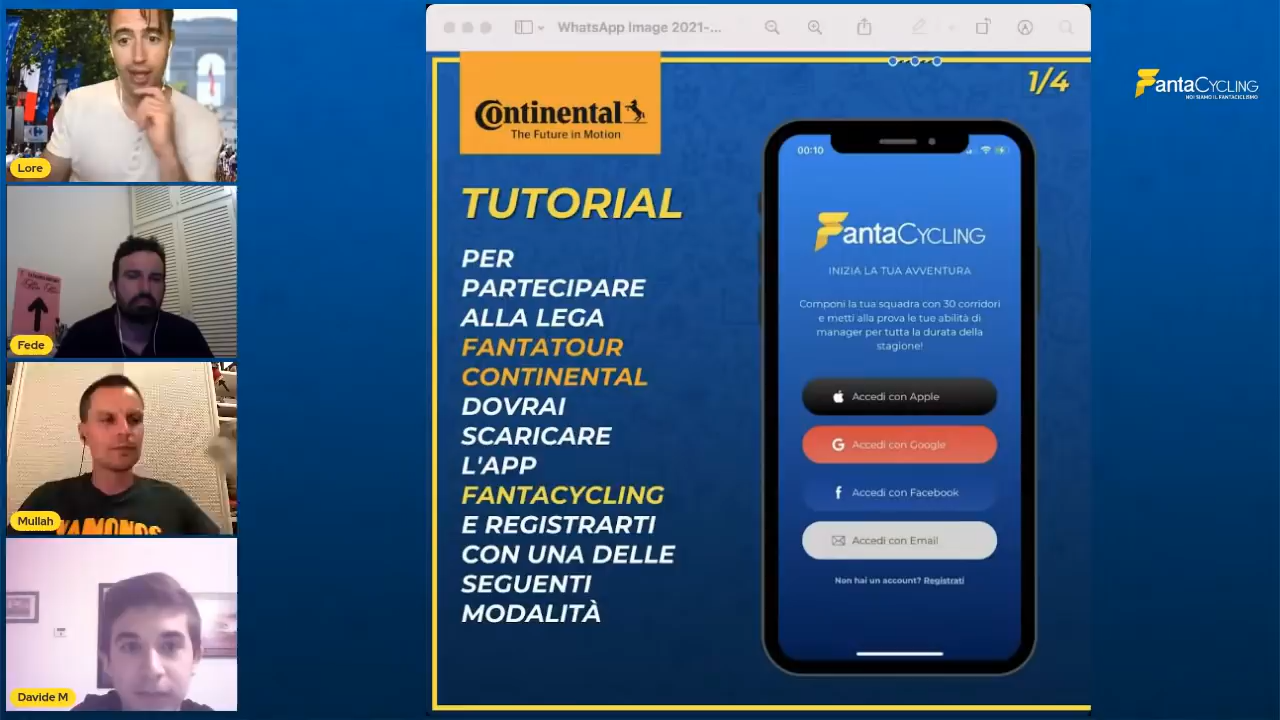 Lore
Fede
Mullah
Davide M
WhatsApp Image 2021-...
Continental
The Future in Motion
1/4
TUTORIAL
PER
PARTECIPARE
ALLA LEGA
FANTATOUR
CONTINENTAL
DOVRAI
SCARICARE
L'APP
FANTACYCLING
E REGISTRARTI
CON UNA DELLE
SEGUENTI
MODALITÀ
00:10
FantaCycling
INIZIA LA TUA AVVENTURA
Componi la tua squadra con 30 corridori
e metti alla prova le tue abilità di
manager per tutta la durata della
stagione!
Accedi con Apple
Accedi con Google
Accedi con Facebook
Accedi con Email
Non hai un account? Registrati
FantaCycling
NOI SIAMO IL FANTACICLISMO